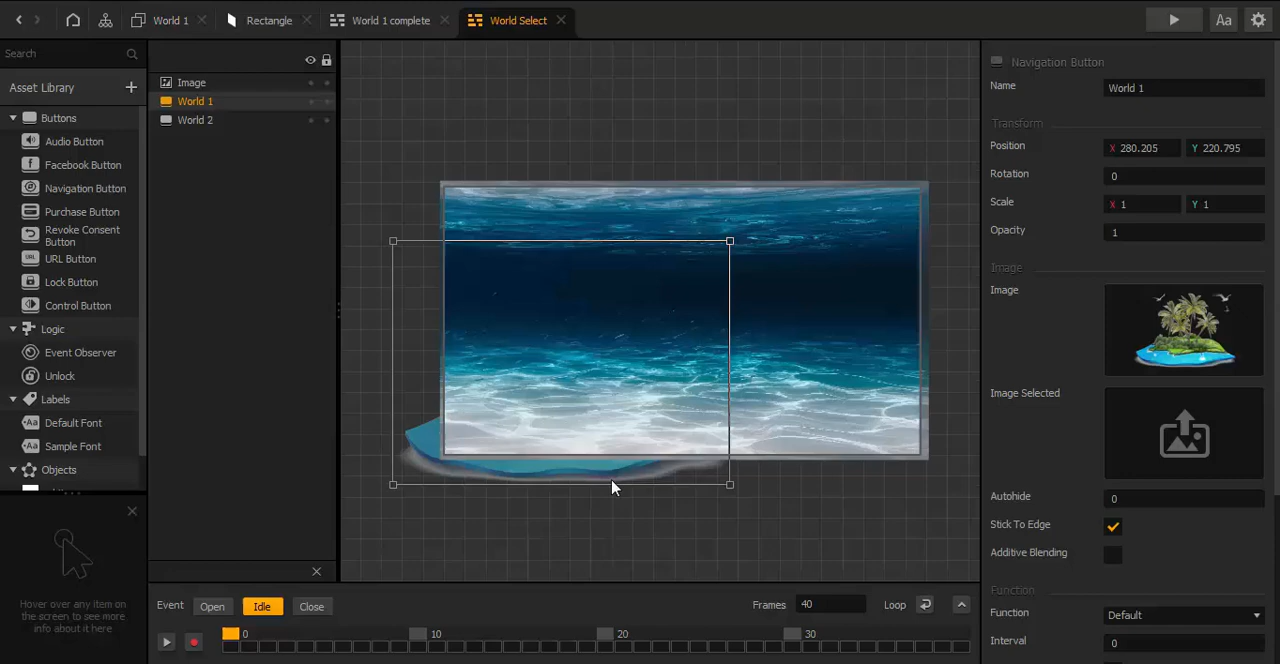 World 1
Rectangle
World 1 complete
World Select
Aa
Search
Asset Library
Buttons
Audio Button
Facebook Button
Navigation Button
Purchase Button
Revoke Consent
Button
URL
URL Button
Lock Button
Control Button
Logic
Event Observer
Unlock
Labels
Aa Default Font
Aa Sample Font
Objects
Hover over any item on
the screen to see more
info about it here
Image
World 1
World 2
Event
Open
Idle
Close
Frames
40
Loop
0
10
20
30
Navigation Button
Name
World 1
Transform
Position
X 280.205
Y 220.795
Rotation
0
Scale
X 1
Y 1
Opacity
1
Image
Image
Image Selected
Autohide
0
Stick To Edge
Additive Blending
Function
Function
Default
Interval
0